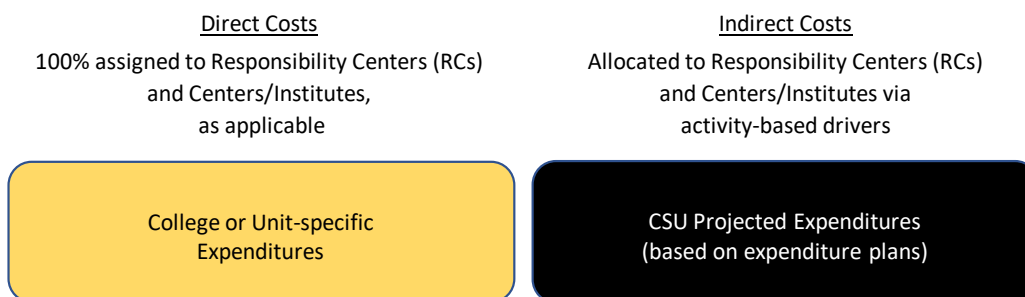 Direct Costs
100% assigned to Responsibility Centers (RCs)
and Centers/Institutes,
as applicable
College or Unit-specific
Expenditures
Indirect Costs
Allocated to Responsibility Centers (RCs)
and Centers/Institutes via
activity-based drivers
CSU Projected Expenditures
(based on expenditure plans)